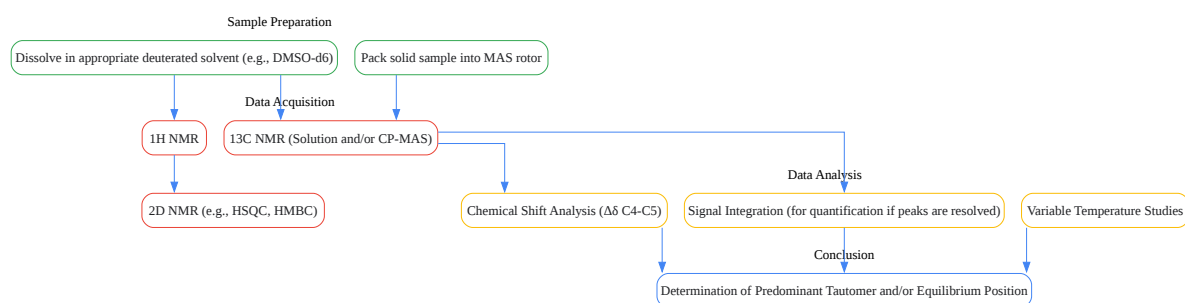 Sample Preparation
Dissolve in appropriate deuterated solvent (e.g., DMSO-d6)
Pack solid sample into MAS rotor
Data Acquisition
1H NMR
13C NMR (Solution and/or CP-MAS)
Data Analysis
2D NMR (e.g., HSQC, HMBC)
Chemical Shift Analysis (Δδ C4-C5)
Signal Integration (for quantification if peaks are resolved)
Variable Temperature Studies
Conclusion
Determination of Predominant Tautomer and/or Equilibrium Position